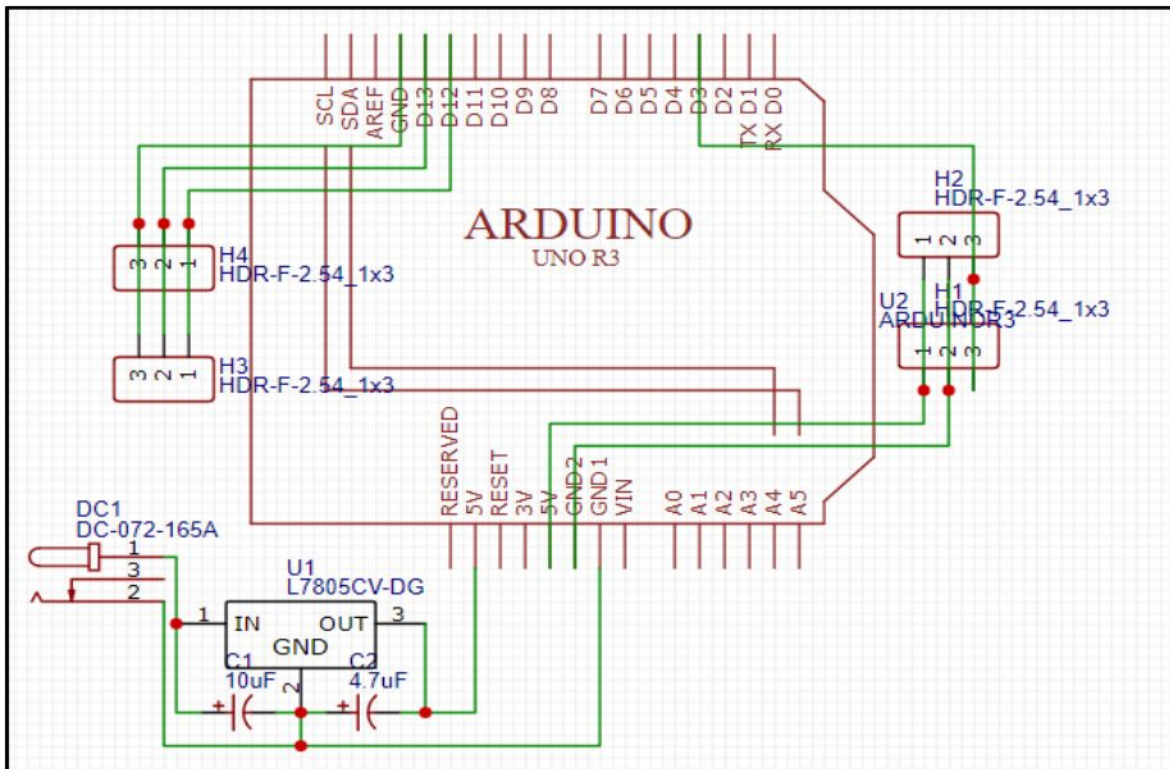 SCL
SDA
AREF
GND
D13
D12
D11
D10
D9
D8
D7
D6
D5
D4
D3
D2
TX D1
RX D0
ARDUINO
UNO R3
H2
HDR-F-2.54_1x3
1 2 3
H4
HDR-F-2.54_1x3
3 2 1
U2
ARDUINOR3
H1
HDR-F-2.54_1x3
1 2 3
H3
HDR-F-2.54_1x3
3 2 1
RESERVED
5V
RESET
3V
5V
GND2
GND1
VIN
A0
A1
A2
A3
A4
A5
DC1
DC-072-165A
1
3
2
U1
L7805CV-DG
1 IN OUT 3
GND
2
C1
10uF
+
C2
4.7uF
+